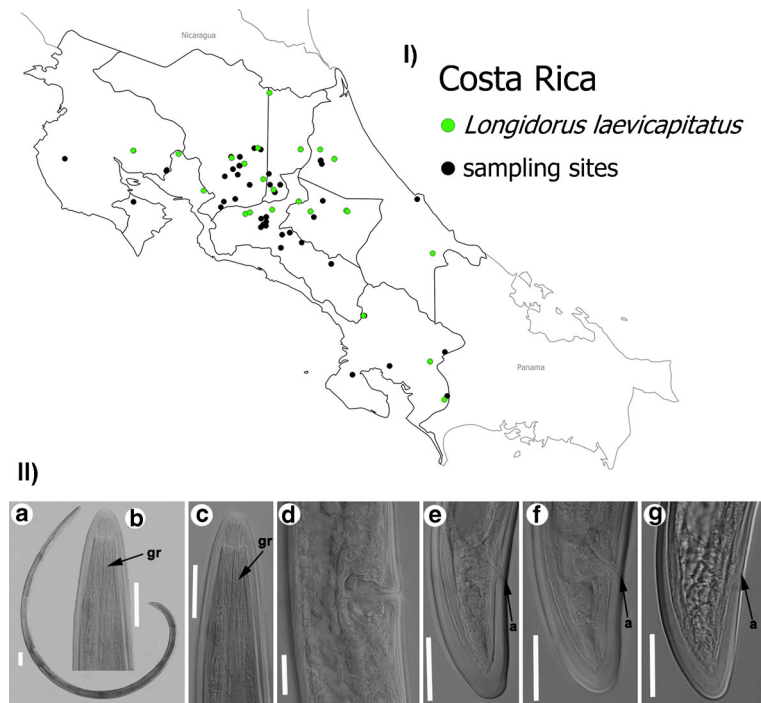 Nicaragua
I)
Costa Rica
Longidorus laevicapitatus
sampling sites
Panama
II)
a
b
c
d
e
f
g
gr
gr
a
a
a